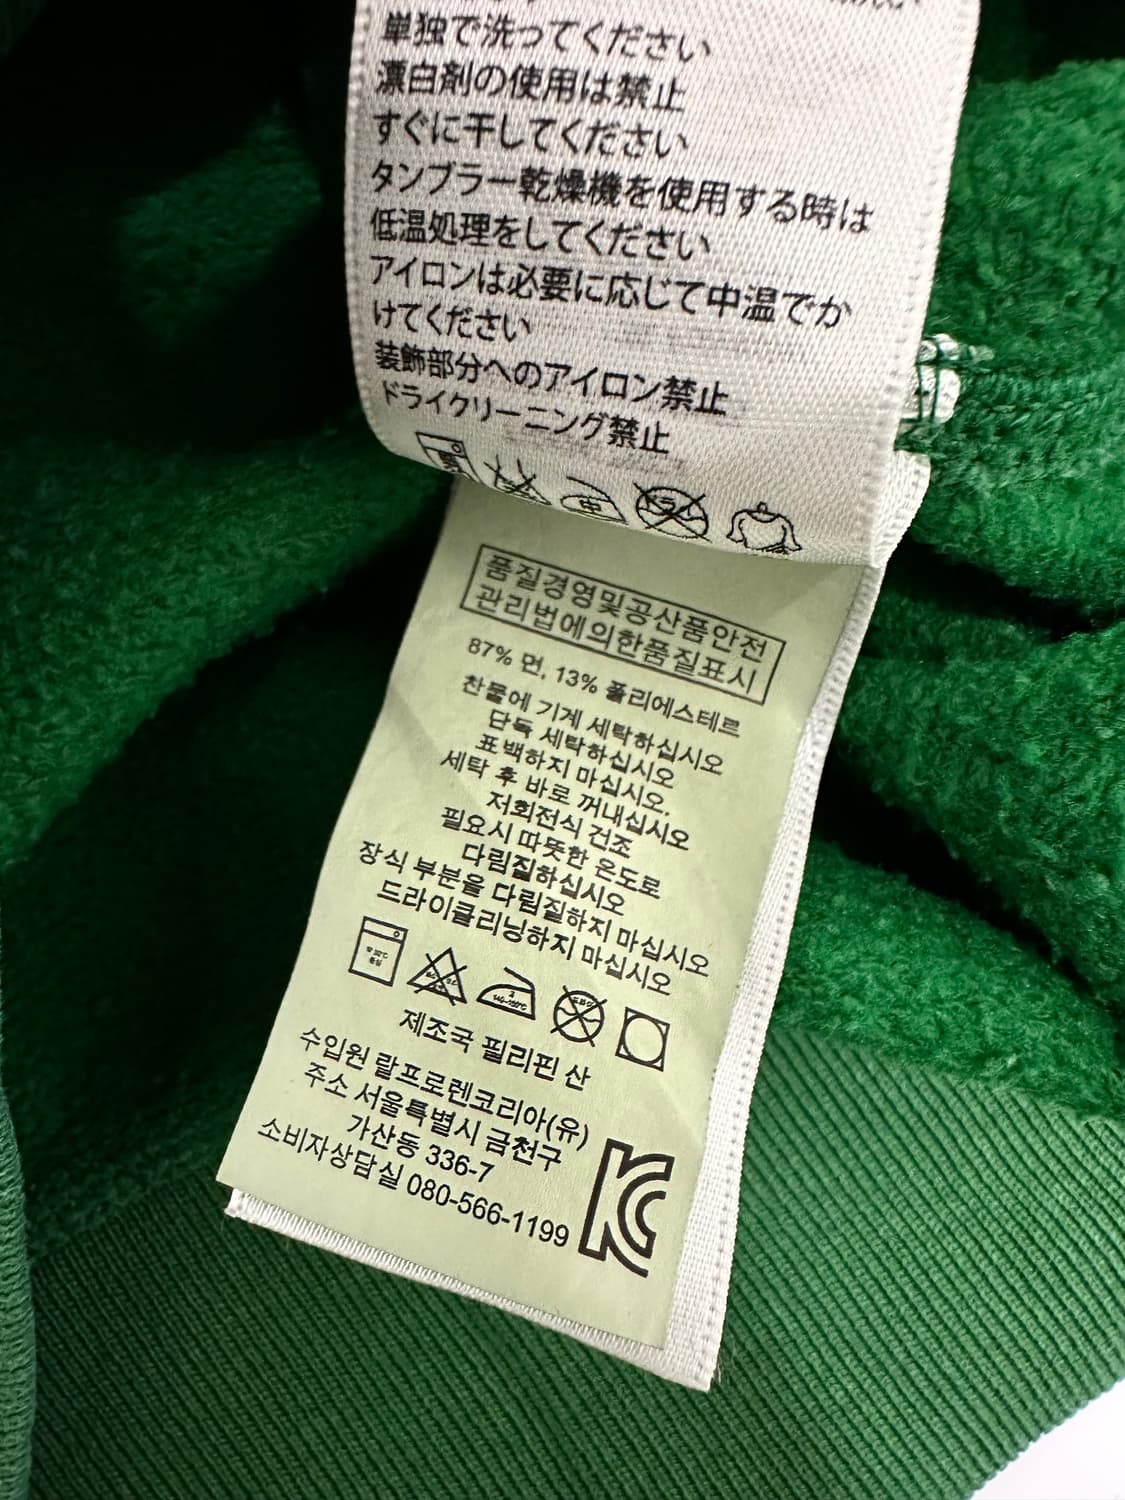 単独で洗ってください
漂白剤の使用は禁止
すぐに干してください
タンブラー乾燥機を使用する時は
低温処理をしてください
アイロンは必要に応じて中温でか
けてください
装飾部分へのアイロン禁止
ドライクリーニング禁止
中
ドライ
품질경영및공산품안전
관리법에의한품질표시
87% 면, 13% 폴리에스테르
찬물에 기계 세탁하십시오
단독 세탁하십시오
표백하지 마십시오.
세탁 후 바로 꺼내십시오
저회전식 건조
필요시 따뜻한 온도로
다림질하십시오
장식 부분을 다림질하지 마십시오
드라이클리닝하지 마십시오
제조국 필리핀 산
수입원 랄프로렌코리아(유)
주소 서울특별시 금천구
가산동 336-7
소비자상담실 080-566-1199